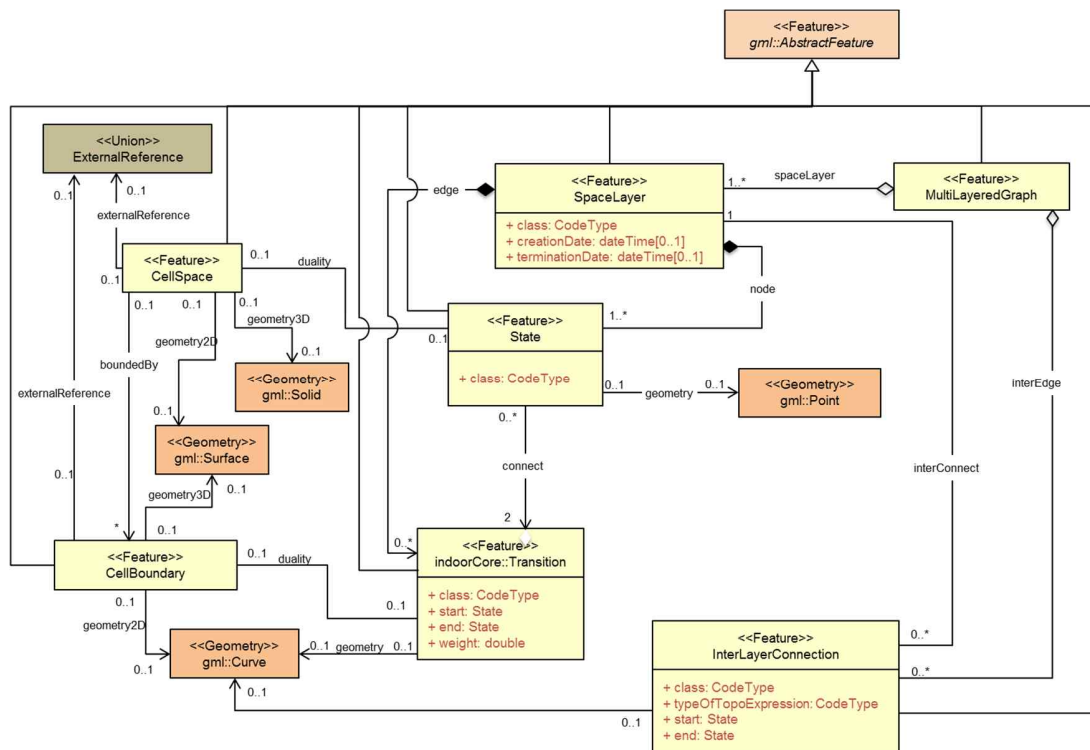 <<Feature>>
gml::AbstractFeature
<<Union>>
ExternalReference
0..1
0..1
externalReference
edge
<<Feature>>
SpaceLayer
+ class: CodeType
+ creationDate: dateTime[0..1]
+ terminationDate: dateTime[0..1]
1..*
spaceLayer
<<Feature>>
MultiLayeredGraph
1
<<Feature>>
CellSpace
0..1
0..1
duality
0..1
0..1
0..1
geometry3D
geometry2D
boundedBy
0..1
node
1..*
0..1
<<Feature>>
State
+ class: CodeType
0..1
geometry
0..1
<<Geometry>>
gml::Point
interEdge
<<Geometry>>
gml::Solid
externalReference
0..1
0..*
<<Geometry>>
gml::Surface
connect
interConnect
0..1
geometry3D
0..1
*
0..1
2
<<Feature>>
CellBoundary
0..1
duality
0..*
<<Feature>>
indoorCore::Transition
+ class: CodeType
+ start: State
+ end: State
+ weight: double
0..1
0..1
geometry2D
<<Geometry>>
gml::Curve
0..1
geometry
0..1
0..1
0..1
0..1
<<Feature>>
InterLayerConnection
+ class: CodeType
+ typeOfTopoExpression: CodeType
+ start: State
+ end: State
0..*
0..*